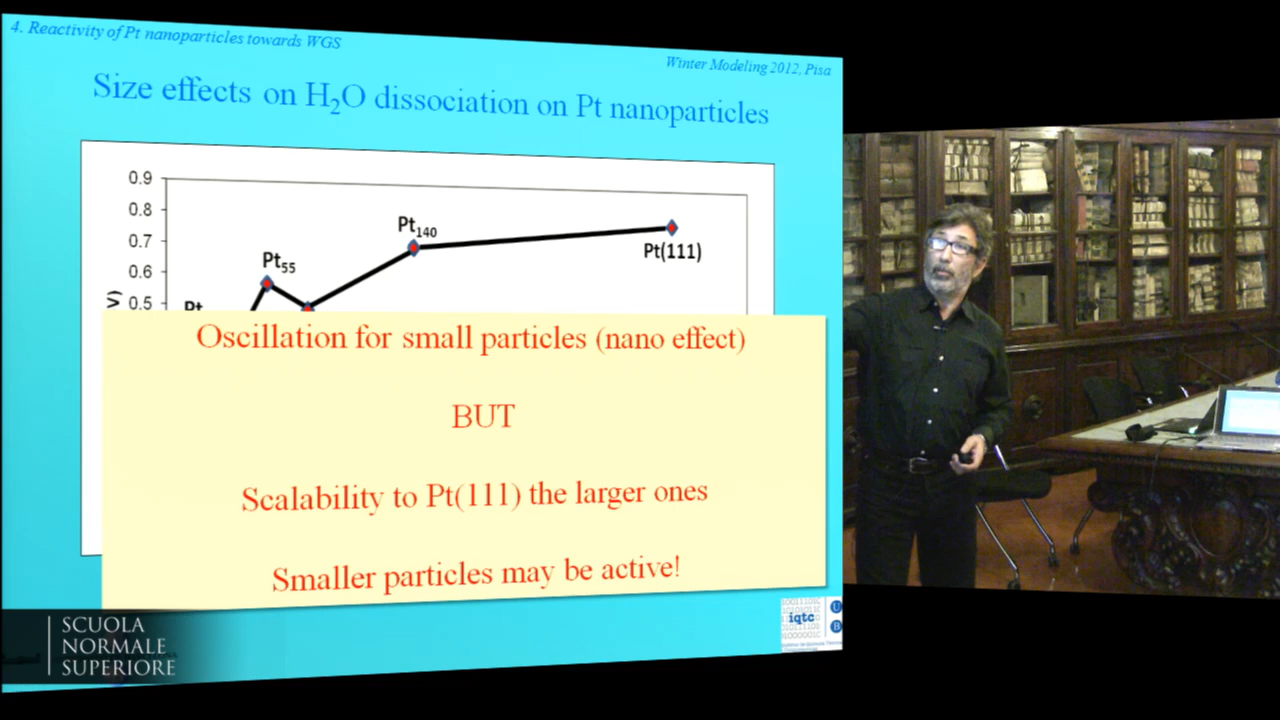 4. Reactivity of Pt nanoparticles towards WGS
Winter Modeling 2012, Pisa
Size effects on H₂O dissociation on Pt nanoparticles
0.9
0.8
0.7
0.6
0.5
Pt₅₅
Pt₁₄₀
Pt(111)
Pt
V)
Oscillation for small particles (nano effect)
BUT
Scalability to Pt(111) the larger ones
Smaller particles may be active!
iqtc
U
B
SCUOLA
NORMALE
SUPERIORE